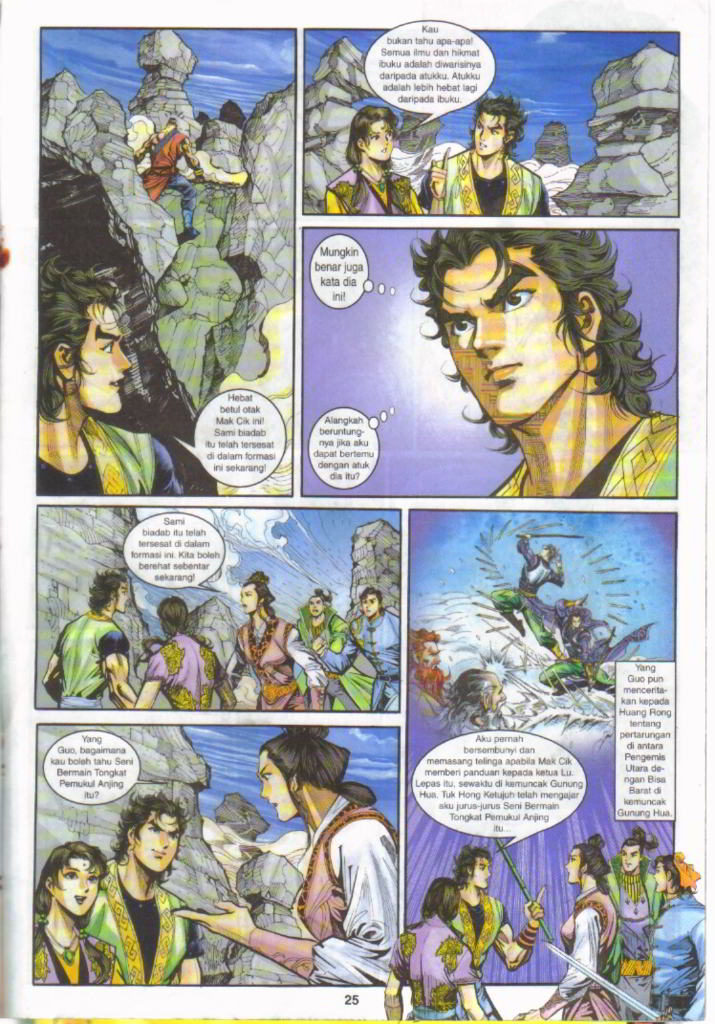 Hebat
betul otak
Mak Cik ini!
Sami biadab
itu telah tersesat
di dalam formasi
ini sekarang!
Kau
bukan tahu apa-apa!
Semua ilmu dan hikmat
ibuku adalah diwarisinya
daripada atukku. Atukku
adalah lebih hebat lagi
daripada ibuku.
Mungkin
benar juga
kata dia
ini!
Alangkah
beruntung-
nya jika aku
dapat bertemu
dengan atuk
dia itu?
Sami
biadab itu telah
tersesat di dalam
formasi ini. Kita boleh
berehat sebentar
sekarang!
Yang
Guo, bagaimana
kau boleh tahu Seni
Bermain Tongkat
Pemukul Anjing
itu?
Yang
Guo pun
mencerita-
kan kepada
Huang Rong
tentang
pertarungan
di antara
Pengemis
Utara de-
ngan Bisa
Barat di
kemuncak
Gunung Hua.
Aku pernah
bersembunyi dan
memasang telinga apabila Mak Cik
memberi panduan kepada ketua Lu.
Lepas itu, sewaktu di kemuncak Gunung
Hua, Tuk Hong Ketujuh telah mengajar
aku jurus-jurus Seni Bermain
Tongkat Pemukul Anjing
itu...
25